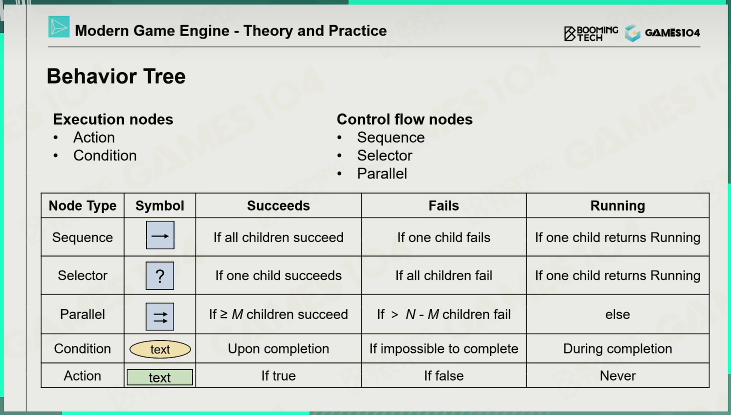 Modern Game Engine - Theory and Practice
BOOMING TECH
GAMES104
Behavior Tree
Execution nodes
• Action
• Condition
Control flow nodes
• Sequence
• Selector
• Parallel
Node Type Symbol Succeeds Fails Running
Sequence → If all children succeed If one child fails If one child returns Running
Selector ? If one child succeeds If all children fail If one child returns Running
Parallel ⇉ If ≥ M children succeed If > N - M children fail else
Condition text Upon completion If impossible to complete During completion
Action text If true If false Never